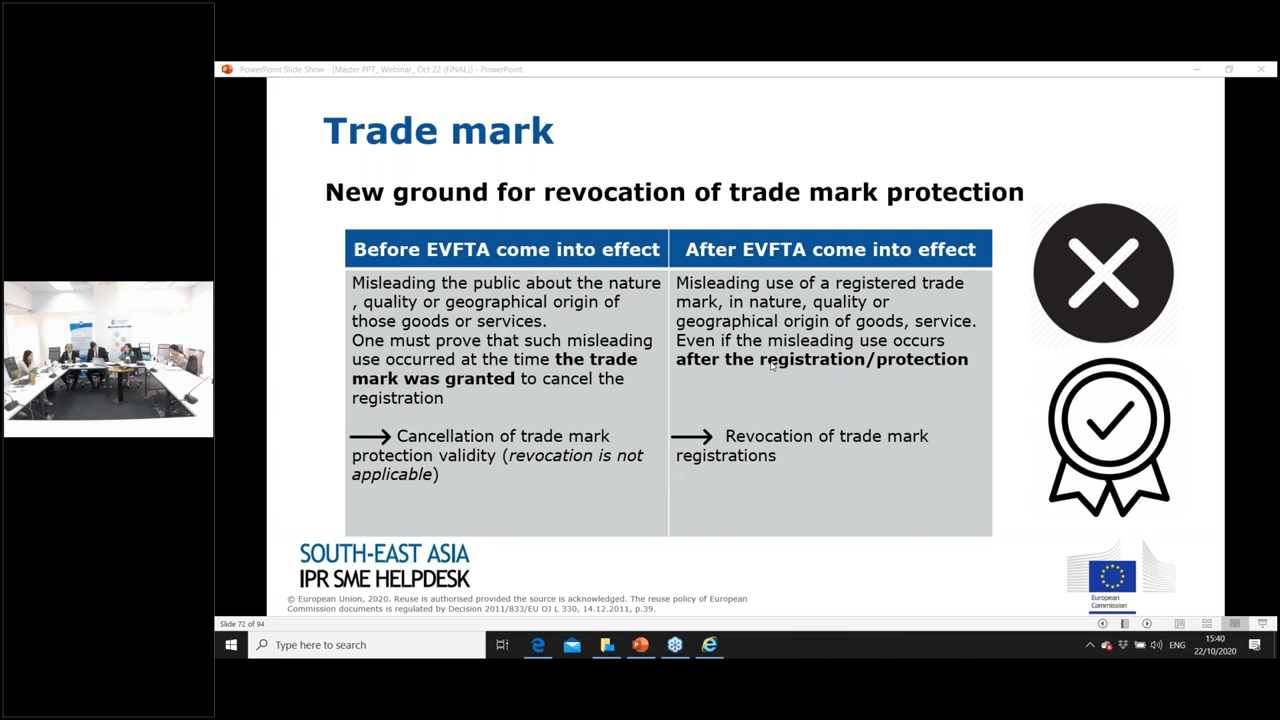 PowerPoint Slide Show - [Master PPT_ Webinar_ Oct 22 (FINAL)] - PowerPoint
Trade mark
New ground for revocation of trade mark protection
Before EVFTA come into effect
Misleading the public about the nature
, quality or geographical origin of
those goods or services.
One must prove that such misleading
use occurred at the time the trade
mark was granted to cancel the
registration
Cancellation of trade mark
protection validity (revocation is not
applicable)
After EVFTA come into effect
Misleading use of a registered trade
mark, in nature, quality or
geographical origin of goods, service.
Even if the misleading use occurs
after the registration/protection
Revocation of trade mark
registrations
SOUTH-EAST ASIA
IPR SME HELPDESK
© European Union, 2020. Reuse is authorised provided the source is acknowledged. The reuse policy of European
Commission documents is regulated by Decision 2011/833/EU OJ L 330, 14.12.2011, p.39.
European
Commission
Slide 72 of 94
Type here to search
ENG
15:40
22/10/2020